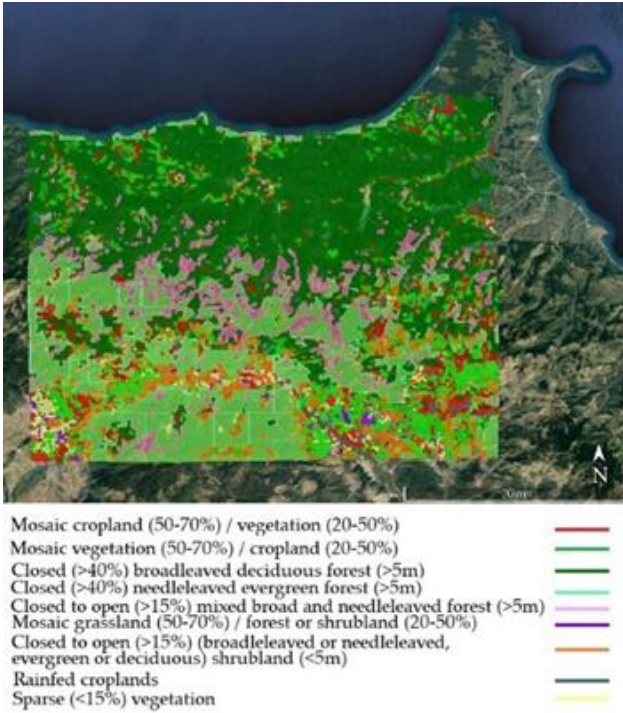 N
Mosaic cropland (50-70%) / vegetation (20-50%)
Mosaic vegetation (50-70%) / cropland (20-50%)
Closed (>40%) broadleaved deciduous forest (>5m)
Closed (>40%) needleleaved evergreen forest (>5m)
Closed to open (>15%) mixed broad and needleleaved forest (>5m)
Mosaic grassland (50-70%) / forest or shrubland (20-50%)
Closed to open (>15%) (broadleleaved or needleleaved,
evergreen or deciduous) shrubland (<5m)
Rainfed croplands
Sparse (<15%) vegetation